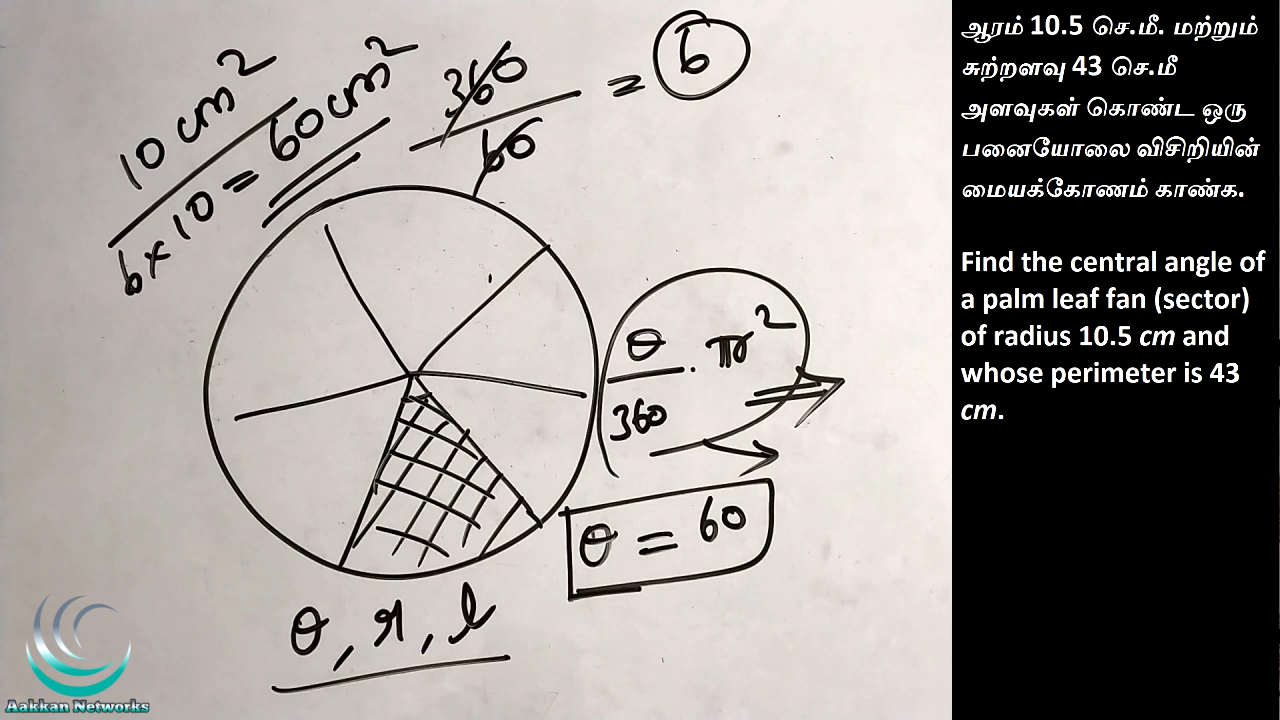 10 cm²
6 × 10 = 60 cm²
360
60
= 6
θ
360
. πr²
θ = 60
θ, r, l
Aakkan Networks
ஆரம் 10.5 செ.மீ. மற்றும்
சுற்றளவு 43 செ.மீ
அளவுகள் கொண்ட ஒரு
பனையோலை விசிறியின்
மையக்கோணம் காண்க.
Find the central angle of
a palm leaf fan (sector)
of radius 10.5 cm and
whose perimeter is 43
cm.